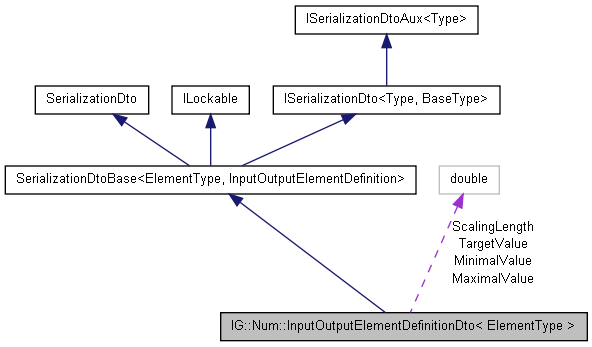 ISerializationDtoAux<Type>
SerializationDto
ILockable
ISerializationDto<Type, BaseType>
SerializationDtoBase<ElementType, InputOutputElementDefinition>
double
ScalingLength
TargetValue
MinimalValue
MaximalValue
IG::Num::InputOutputElementDefinitionDto< ElementType >